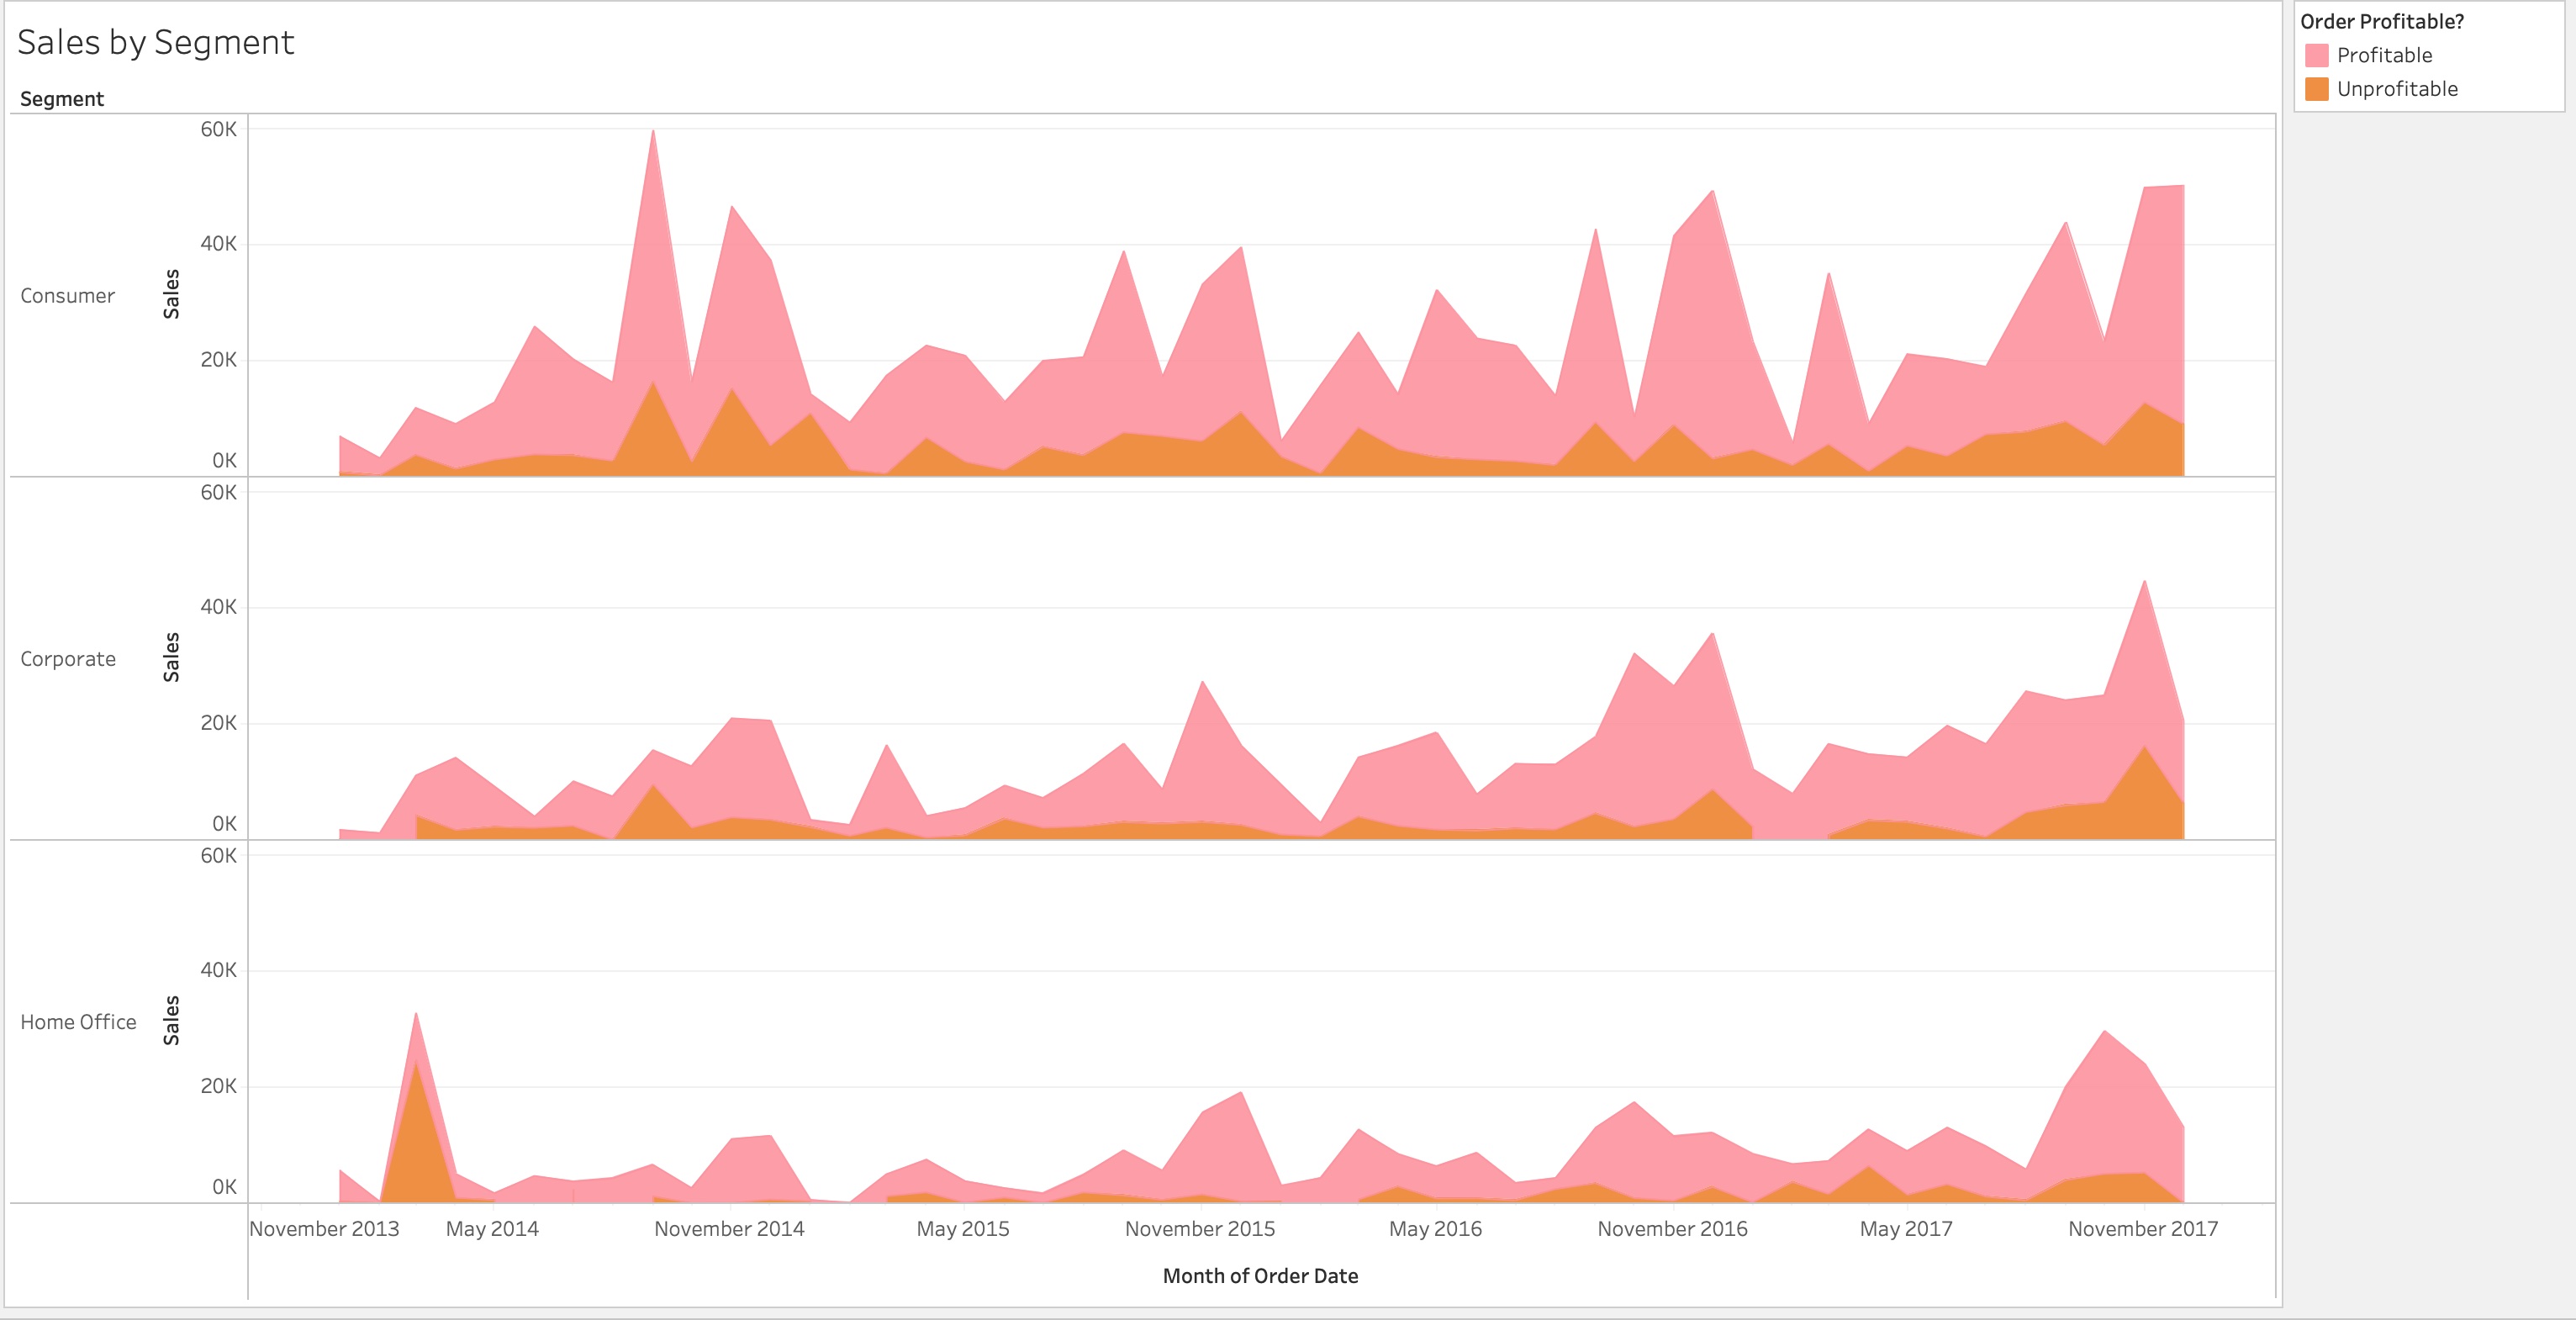 Sales by Segment
Order Profitable?
Profitable
Unprofitable
Segment
Consumer
Sales
60K
40K
20K
0K
Corporate
Sales
60K
40K
20K
0K
Home Office
Sales
60K
40K
20K
0K
November 2013 May 2014 November 2014 May 2015 November 2015 May 2016 November 2016 May 2017 November 2017
Month of Order Date